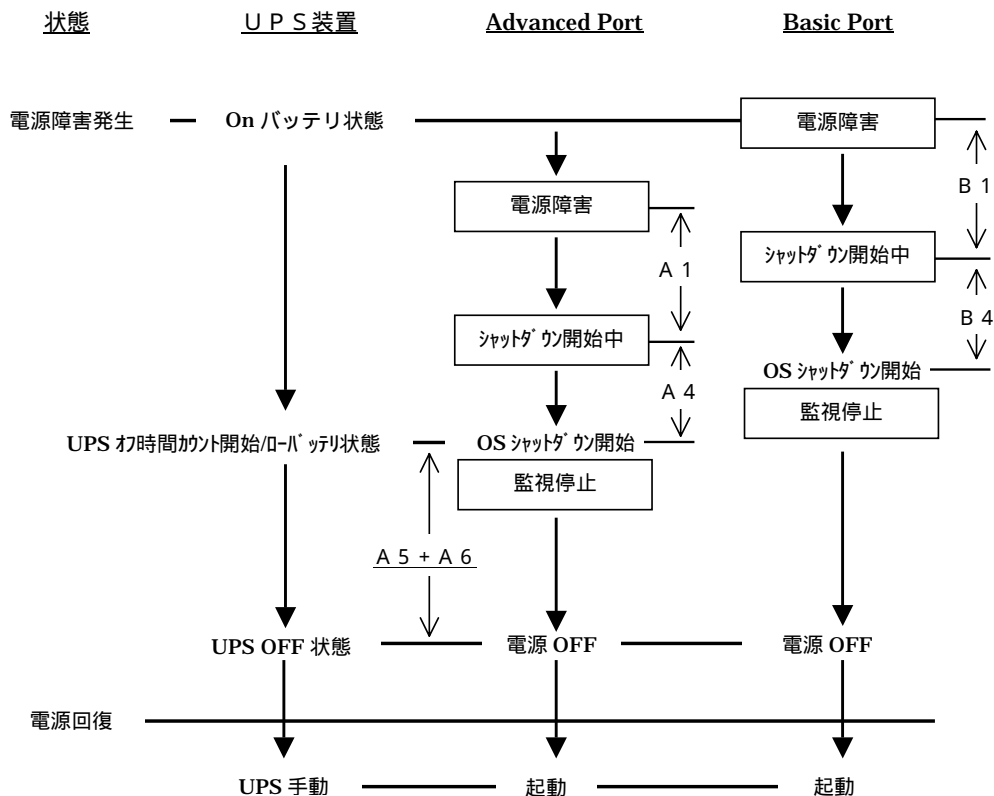 状態 UPS装置 Advanced Port Basic Port
電源障害発生 On バッテリ状態 電源障害
B1
電源障害
A1
シャットダウン開始中
B4
シャットダウン開始中
OS シャットダウン開始
A4
監視停止
UPS オフ時間カウント開始/ローバッテリ状態 OS シャットダウン開始
監視停止
A5+A6
UPS OFF 状態 電源 OFF 電源 OFF
電源回復
UPS 手動 起動 起動